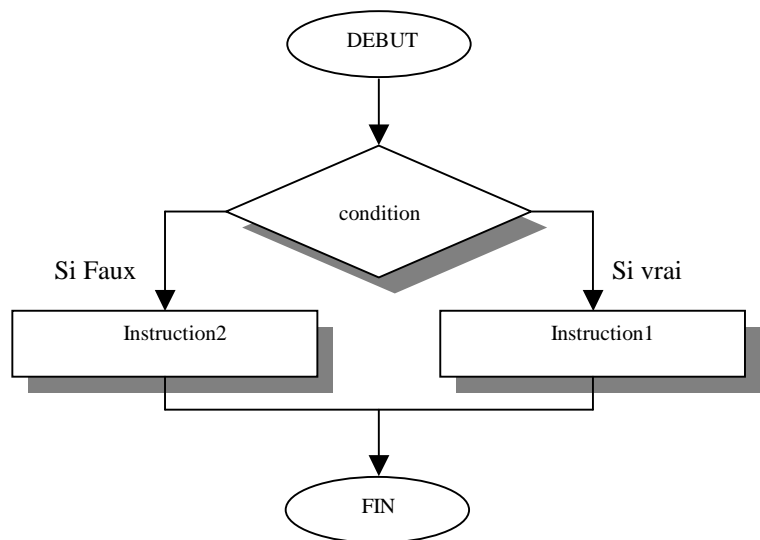 DEBUT
condition
Si Faux
Si vrai
Instruction2
Instruction1
FIN